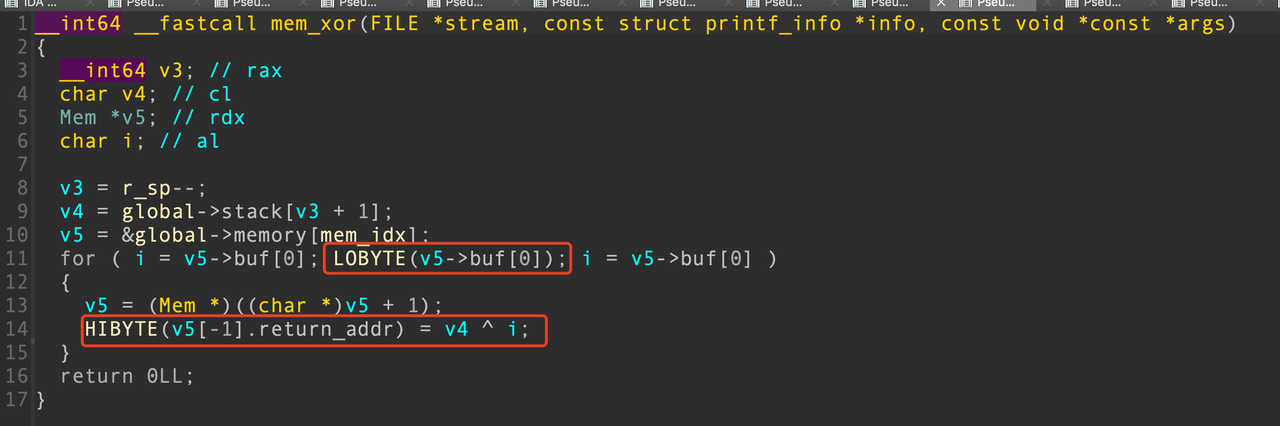 IDA ... Pseu... Pseu... Pseu... Pseu... Pseu... Pseu... Pseu... Pseu... Pseu... Pseu... Pseu...
1 __int64 __fastcall mem_xor(FILE *stream, const struct printf_info *info, const void *const *args)
2 {
3   __int64 v3; // rax
4   char v4; // cl
5   Mem *v5; // rdx
6   char i; // al
7
8   v3 = r_sp--;
9   v4 = global->stack[v3 + 1];
10   v5 = &global->memory[mem_idx];
11   for ( i = v5->buf[0]; LOBYTE(v5->buf[0]); i = v5->buf[0] )
12   {
13     v5 = (Mem *)((char *)v5 + 1);
14     HIBYTE(v5[-1].return_addr) = v4 ^ i;
15   }
16   return 0LL;
17 }